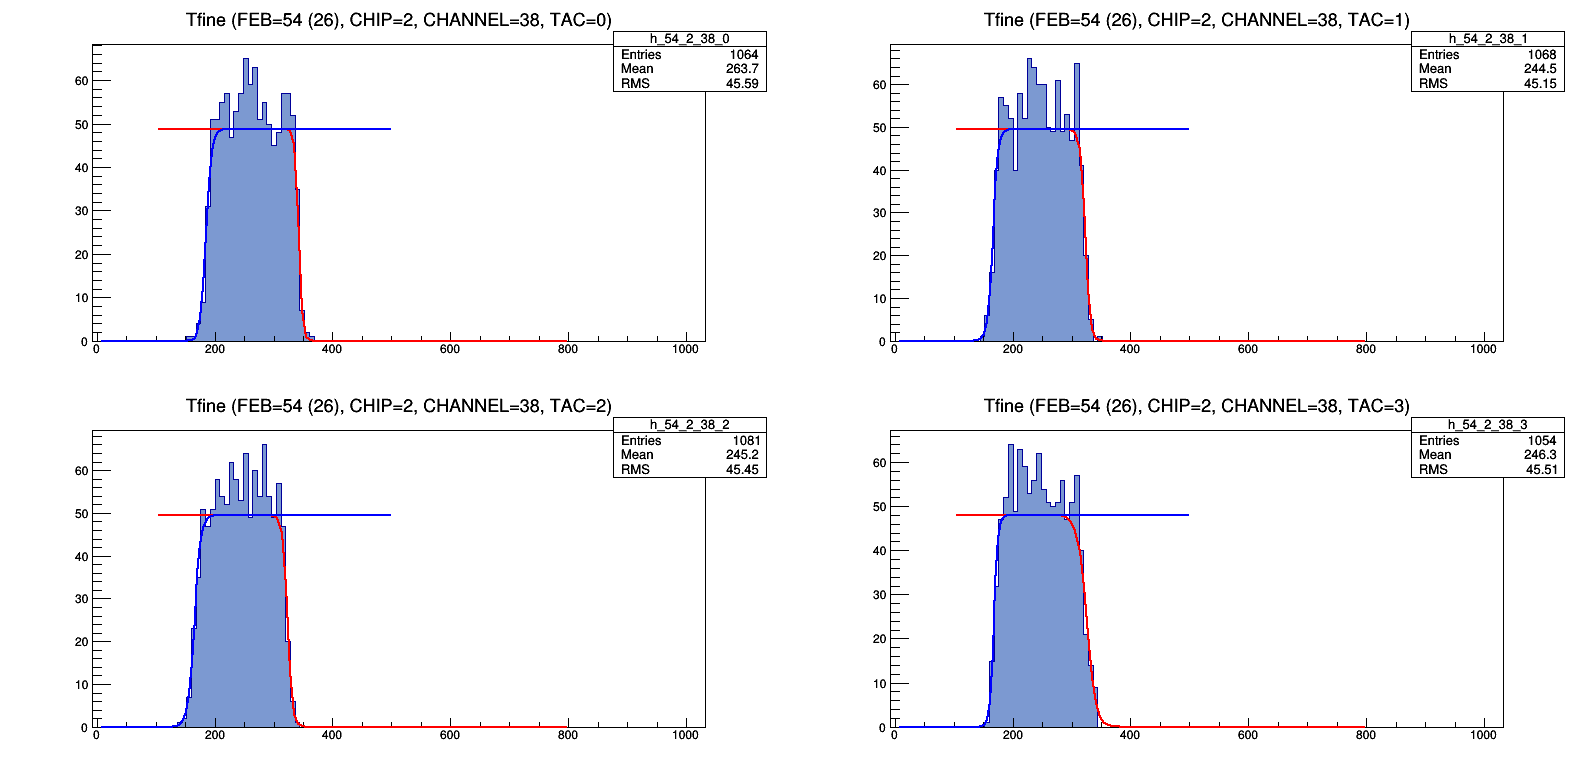 Tfine (FEB=54 (26), CHIP=2, CHANNEL=38, TAC=0)
h_54_2_38_0
Entries 1064
Mean 263.7
RMS 45.59
60
50
40
30
20
10
0
0 200 400 600 800 1000
Tfine (FEB=54 (26), CHIP=2, CHANNEL=38, TAC=1)
h_54_2_38_1
Entries 1068
Mean 244.5
RMS 45.15
60
50
40
30
20
10
0
0 200 400 600 800 1000
Tfine (FEB=54 (26), CHIP=2, CHANNEL=38, TAC=2)
h_54_2_38_2
Entries 1081
Mean 245.2
RMS 45.45
60
50
40
30
20
10
0
0 200 400 600 800 1000
Tfine (FEB=54 (26), CHIP=2, CHANNEL=38, TAC=3)
h_54_2_38_3
Entries 1054
Mean 246.3
RMS 45.51
60
50
40
30
20
10
0
0 200 400 600 800 1000